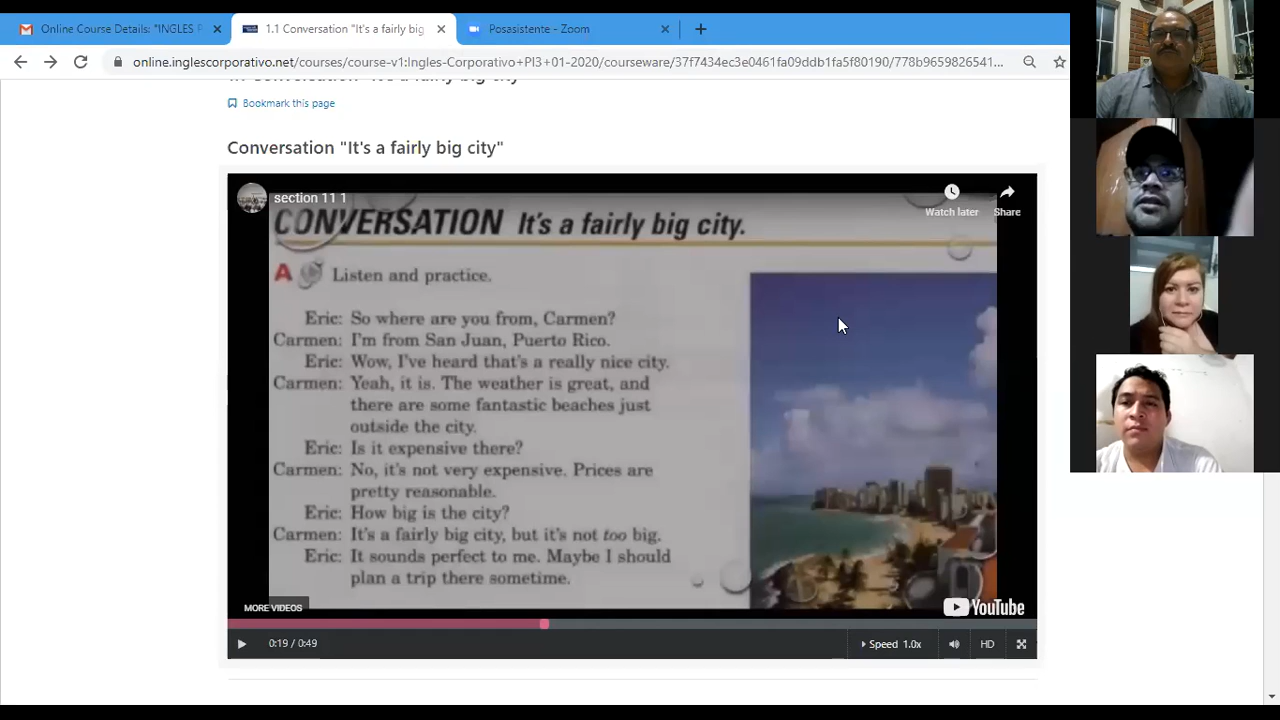 Online Course Details: "INGLES P
1.1 Conversation "It's a fairly big
Posasistente - Zoom
online.inglescorporativo.net/courses/course-v1:Ingles-Corporativo+PI3+01-2020/courseware/37f7434ec3e0461fa09ddb1fa5f80190/778b9659826541...
Bookmark this page
Conversation "It's a fairly big city"
section 11 1
Watch later
Share
CONVERSATION It's a fairly big city.
A Listen and practice.
Eric: So where are you from, Carmen?
Carmen: I'm from San Juan, Puerto Rico.
Eric: Wow, I've heard that's a really nice city.
Carmen: Yeah, it is. The weather is great, and
there are some fantastic beaches just
outside the city.
Eric: Is it expensive there?
Carmen: No, it's not very expensive. Prices are
pretty reasonable.
Eric: How big is the city?
Carmen: It's a fairly big city, but it's not too big.
Eric: It sounds perfect to me. Maybe I should
plan a trip there sometime.
MORE VIDEOS
YouTube
0:19 / 0:49
Speed 1.0x
HD